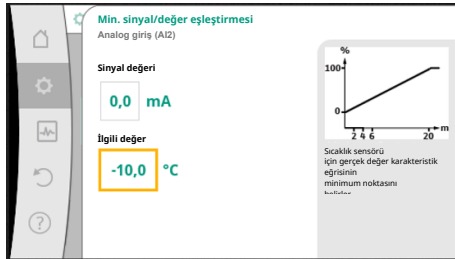 Min. sinyal/değer eşleştirmesi
Analog giriş (AI2)
Sinyal değeri
0,0 mA
İlgili değer
-10,0 °C
%
100
0
2 4 6 20 m
Sıcaklık sensörü
için gerçek değer karakteristik
eğrisinin
minimum noktasını